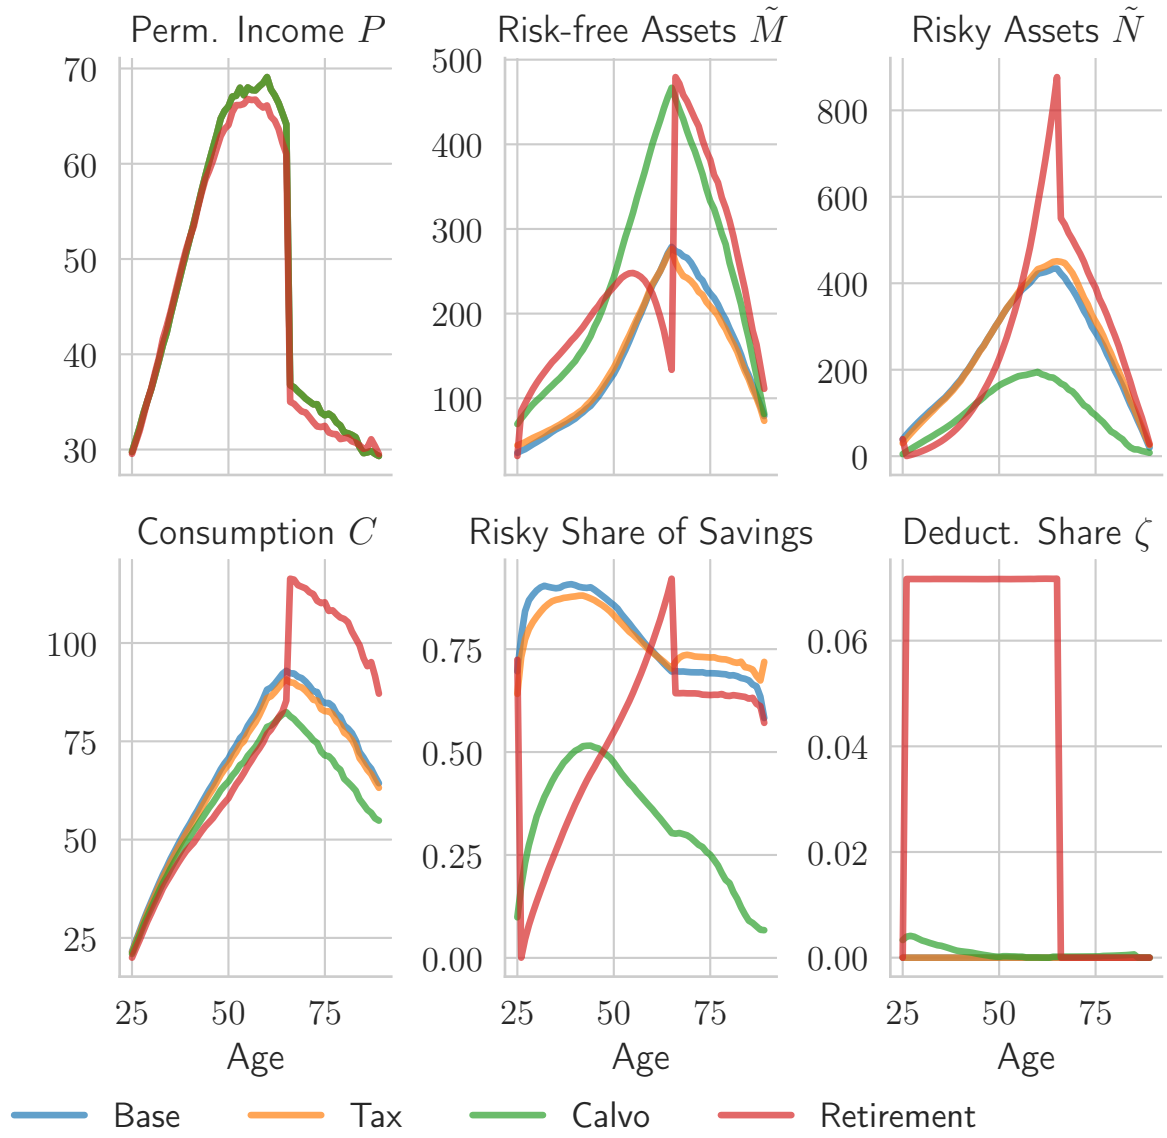 Perm. Income P
Risk-free Assets M̃
Risky Assets Ñ
70
60
50
40
30
500
400
300
200
100
800
600
400
200
0
Consumption C
Risky Share of Savings
Deduct. Share ζ
100
75
50
25
0.75
0.50
0.25
0.00
0.06
0.04
0.02
0.00
25 50 75
25 50 75
25 50 75
Age
Age
Age
Base Tax Calvo Retirement